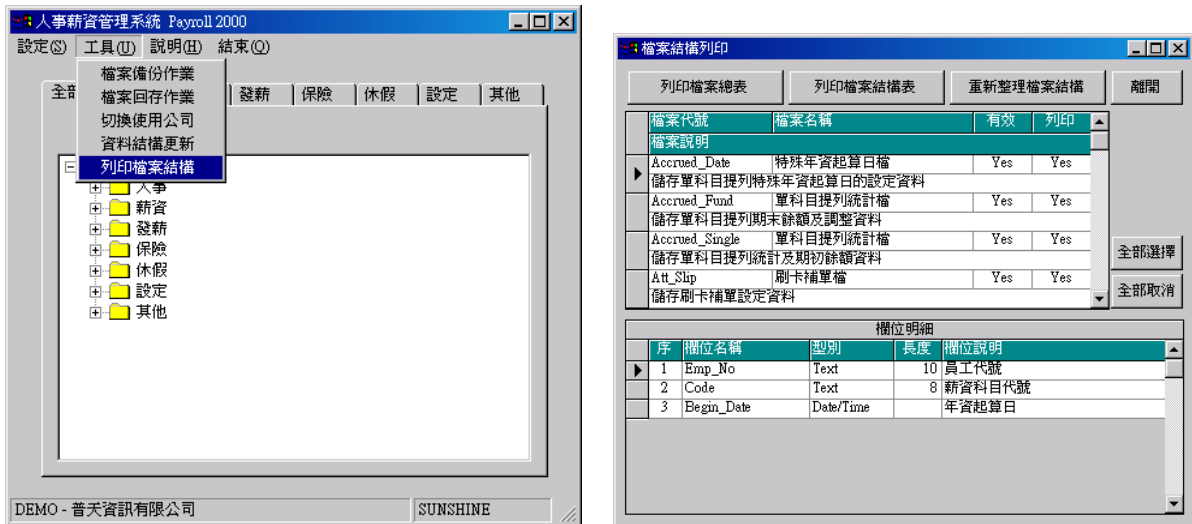 人事薪資管理系統 Payroll 2000
設定(S) 工具(U) 說明(H) 結束(Q)
檔案備份作業
檔案回存作業
切換使用公司
資料結構更新
列印檔案結構
全部 發薪 保險 休假 設定 其他
人事
薪資
發薪
保險
休假
設定
其他
DEMO - 普天資訊有限公司 SUNSHINE
檔案結構列印
列印檔案總表 列印檔案結構表 重新整理檔案結構 離開
檔案代號 檔案名稱 有效 列印
檔案說明
Accrued_Date 特殊年資起算日檔 Yes Yes
儲存單科目提列特殊年資起算日的設定資料
Accrued_Fund 單科目提列統計檔 Yes Yes
儲存單科目提列期末餘額及調整資料
Accrued_Single 單科目提列統計檔 Yes Yes
儲存單科目提列統計及期初餘額資料
Att_Slip 刷卡補單檔 Yes Yes
儲存刷卡補單設定資料
全部選擇
全部取消
欄位明細
序 欄位名稱 型別 長度 欄位說明
1 Emp_No Text 10 員工代號
2 Code Text 8 薪資科目代號
3 Begin_Date Date/Time 年資起算日